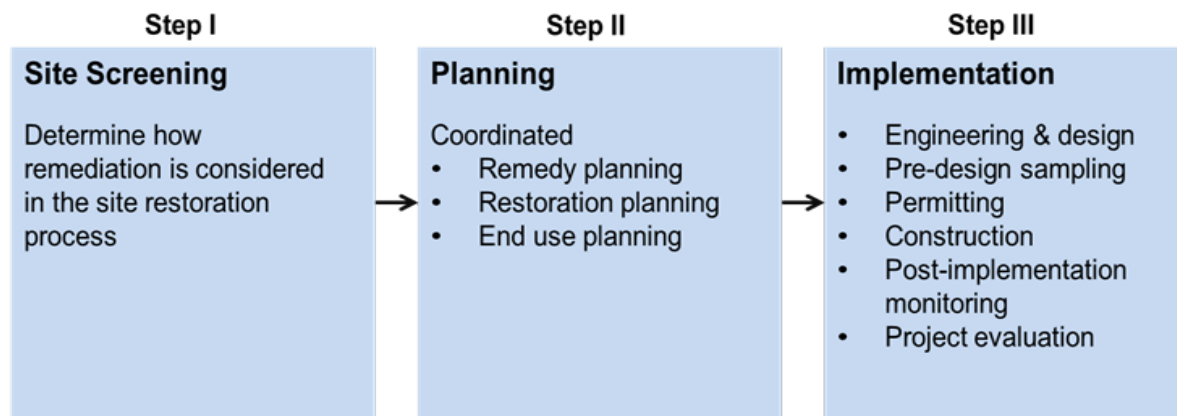 Step I
Site Screening
Determine how
remediation is considered
in the site restoration
process
Step II
Planning
Coordinated
• Remedy planning
• Restoration planning
• End use planning
Step III
Implementation
• Engineering & design
• Pre-design sampling
• Permitting
• Construction
• Post-implementation
monitoring
• Project evaluation